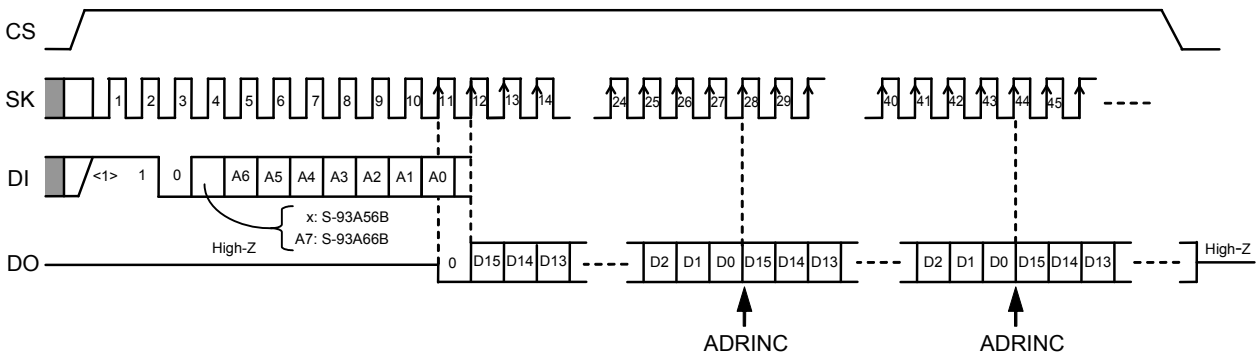 CS
SK 1 2 3 4 5 6 7 8 9 10 11 12 13 14 24 25 26 27 28 29 40 41 42 43 44 45
DI <1> 1 0 A6 A5 A4 A3 A2 A1 A0
x: S-93A56B
A7: S-93A66B
High-Z
DO 0 D15 D14 D13 D2 D1 D0 D15 D14 D13 D2 D1 D0 D15 D14 D13 High-Z
ADRINC ADRINC